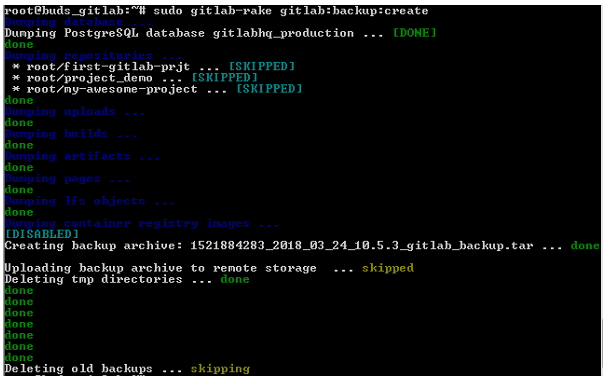 root@buds_gitlab:~# sudo gitlab-rake gitlab:backup:create
Dumping database ...
Dumping PostgreSQL database gitlabhq_production ... [DONE]
done
Dumping repositories ...
* root/first-gitlab-prjt ... [SKIPPED]
* root/project_demo ... [SKIPPED]
* root/my-awesome-project ... [SKIPPED]
done
Dumping uploads ...
done
Dumping builds ...
done
Dumping artifacts ...
done
Dumping pages ...
done
Dumping lfs objects ...
done
Dumping container registry images ...
[DISABLED]
Creating backup archive: 1521884283_2018_03_24_10.5.3_gitlab_backup.tar ... done
Uploading backup archive to remote storage  ... skipped
Deleting tmp directories ... done
done
done
done
done
done
done
done
Deleting old backups ... skipping